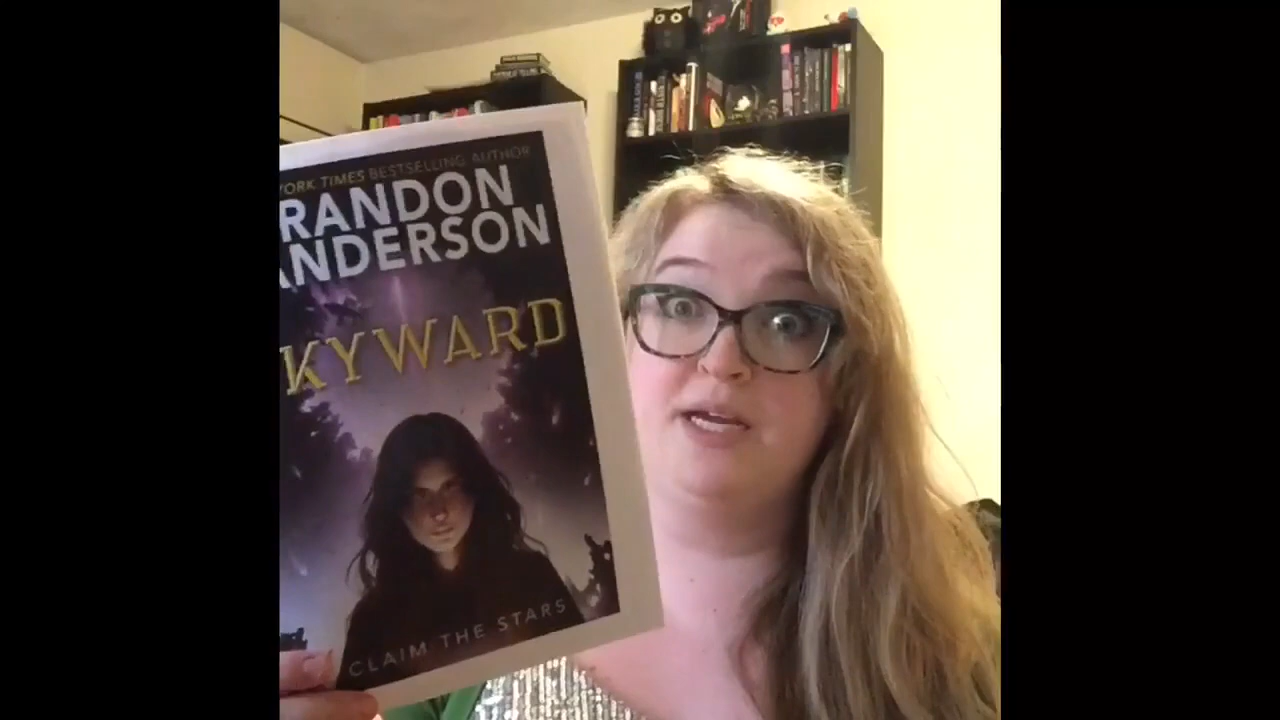 YORK TIMES BESTSELLING AUTHOR
RANDON
ANDERSON
KYWARD
CLAIM THE STARS